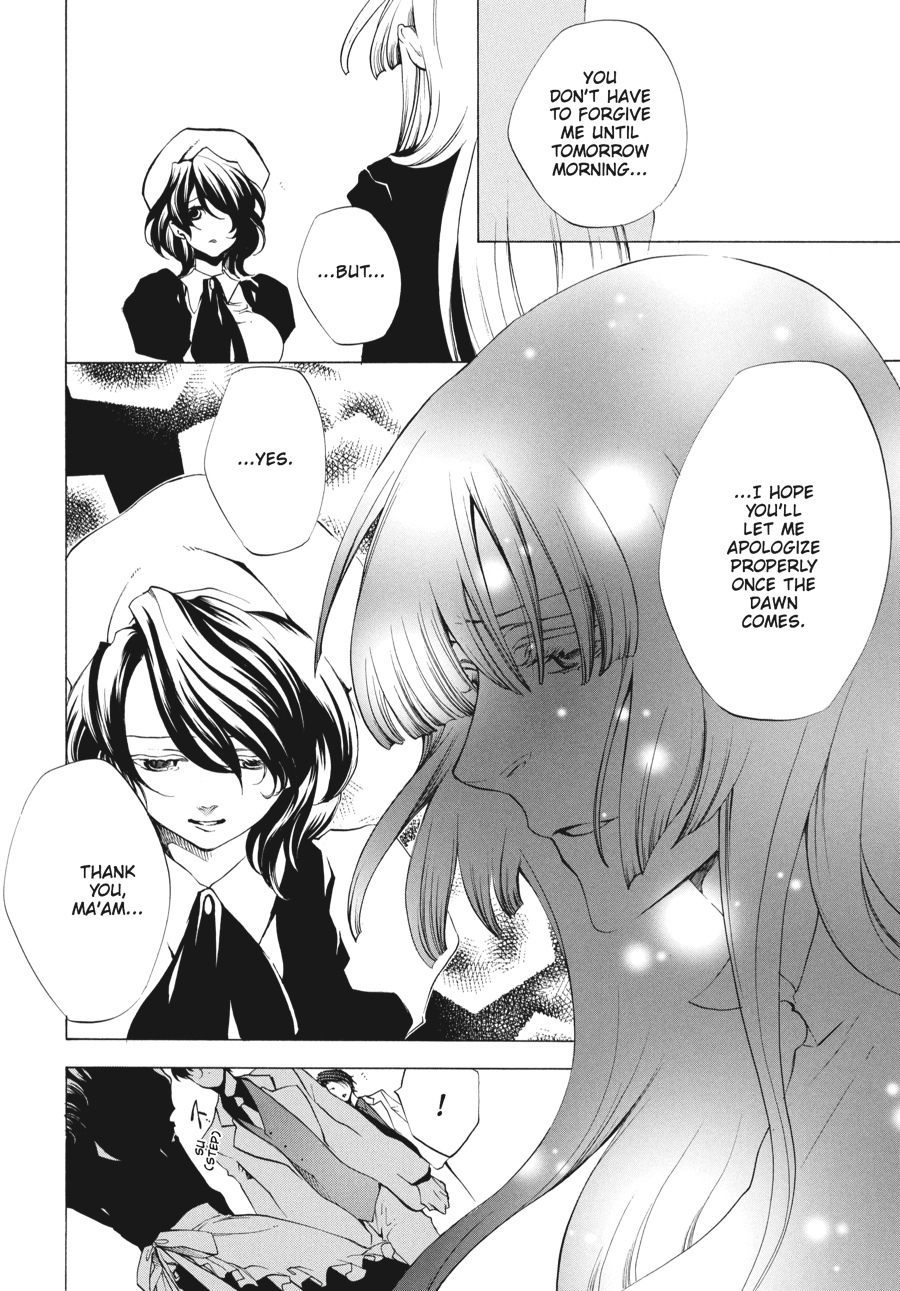 YOU
DON'T HAVE
TO FORGIVE
ME UNTIL
TOMORROW
MORNING...
...BUT...
...I HOPE
YOU'LL
LET ME
APOLOGIZE
PROPERLY
ONCE THE
DAWN
COMES.
...YES.
THANK
YOU,
MA'AM...
!
ス
SU
(STEP)